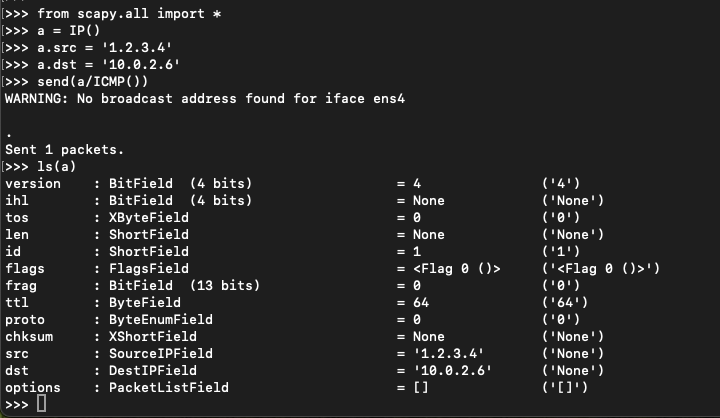 >>> from scapy.all import *
>>> a = IP()
>>> a.src = '1.2.3.4'
>>> a.dst = '10.0.2.6'
>>> send(a/ICMP())
WARNING: No broadcast address found for iface ens4
.
Sent 1 packets.
>>> ls(a)
version    : BitField  (4 bits)                  = 4               ('4')
ihl        : BitField  (4 bits)                  = None            ('None')
tos        : XByteField                          = 0               ('0')
len        : ShortField                          = None            ('None')
id         : ShortField                          = 1               ('1')
flags      : FlagsField                          = <Flag 0 ()>     ('<Flag 0 ()>')
frag       : BitField  (13 bits)                 = 0               ('0')
ttl        : ByteField                           = 64              ('64')
proto      : ByteEnumField                       = 0               ('0')
chksum     : XShortField                         = None            ('None')
src        : SourceIPField                       = '1.2.3.4'       ('None')
dst        : DestIPField                         = '10.0.2.6'      ('None')
options    : PacketListField                     = []              ('[]')
>>>